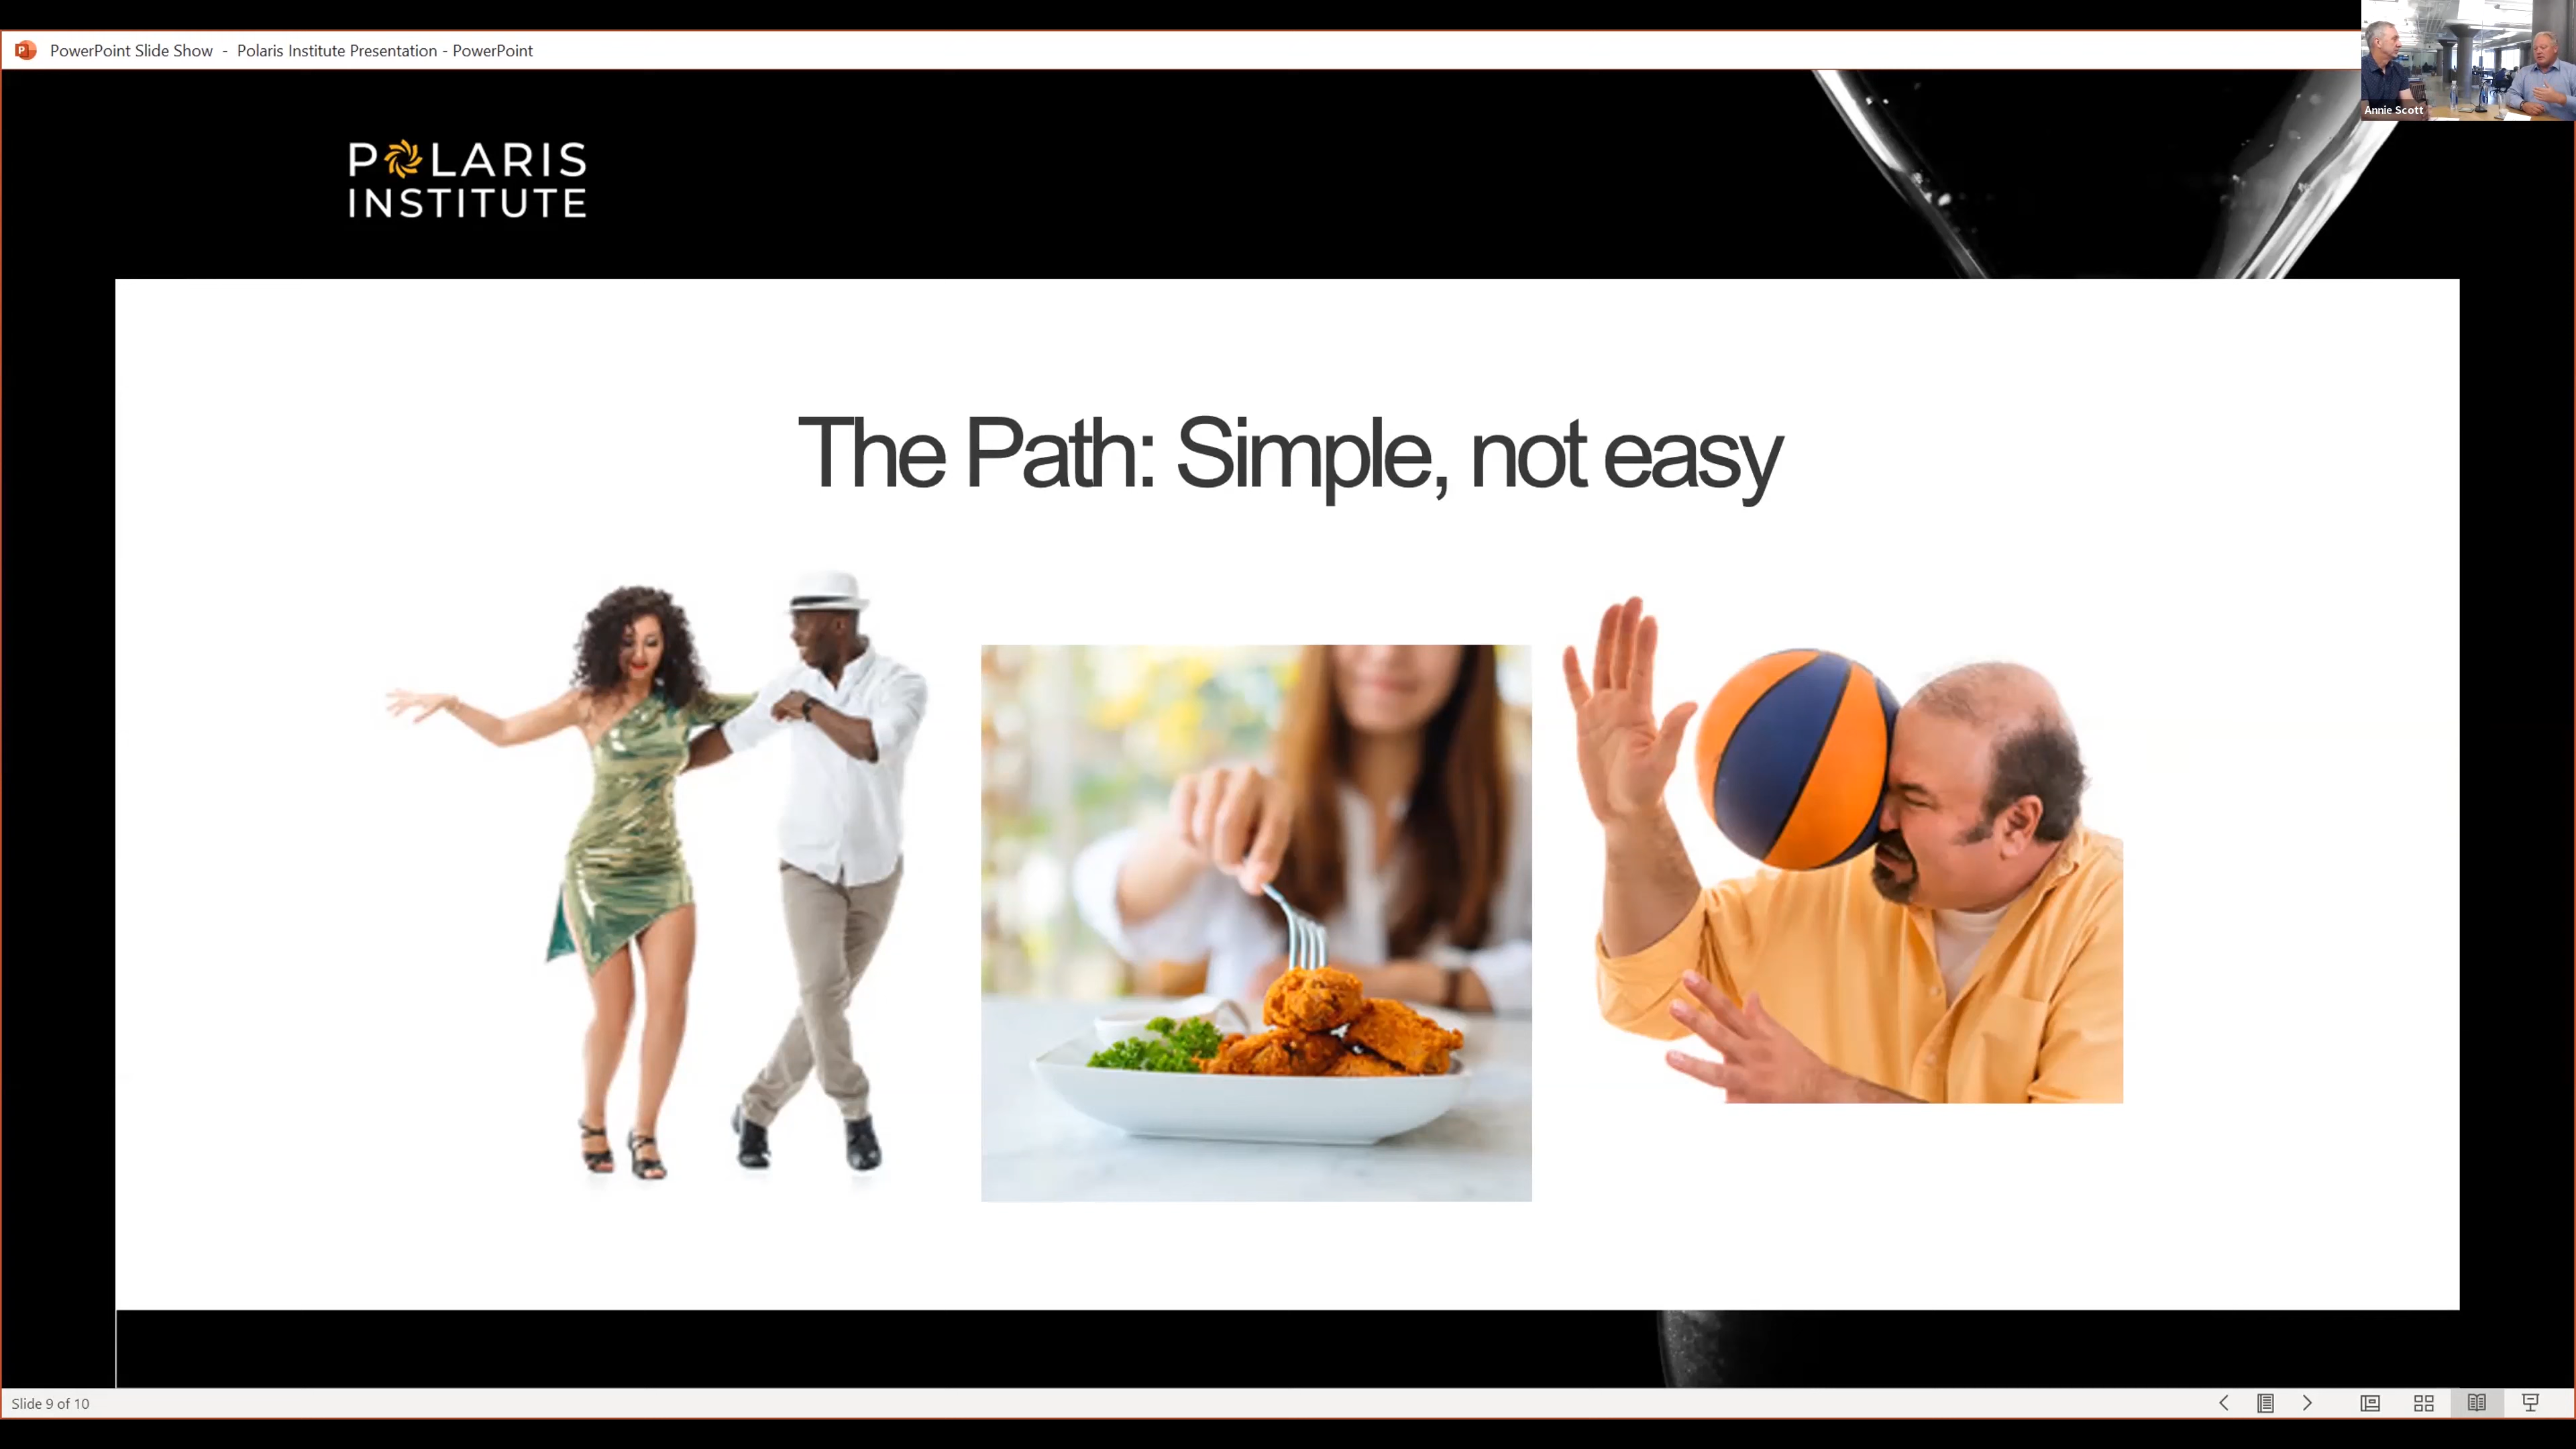 PowerPoint Slide Show - Polaris Institute Presentation - PowerPoint
Annie Scott
POLARIS
INSTITUTE
The Path: Simple, not easy
Slide 9 of 10